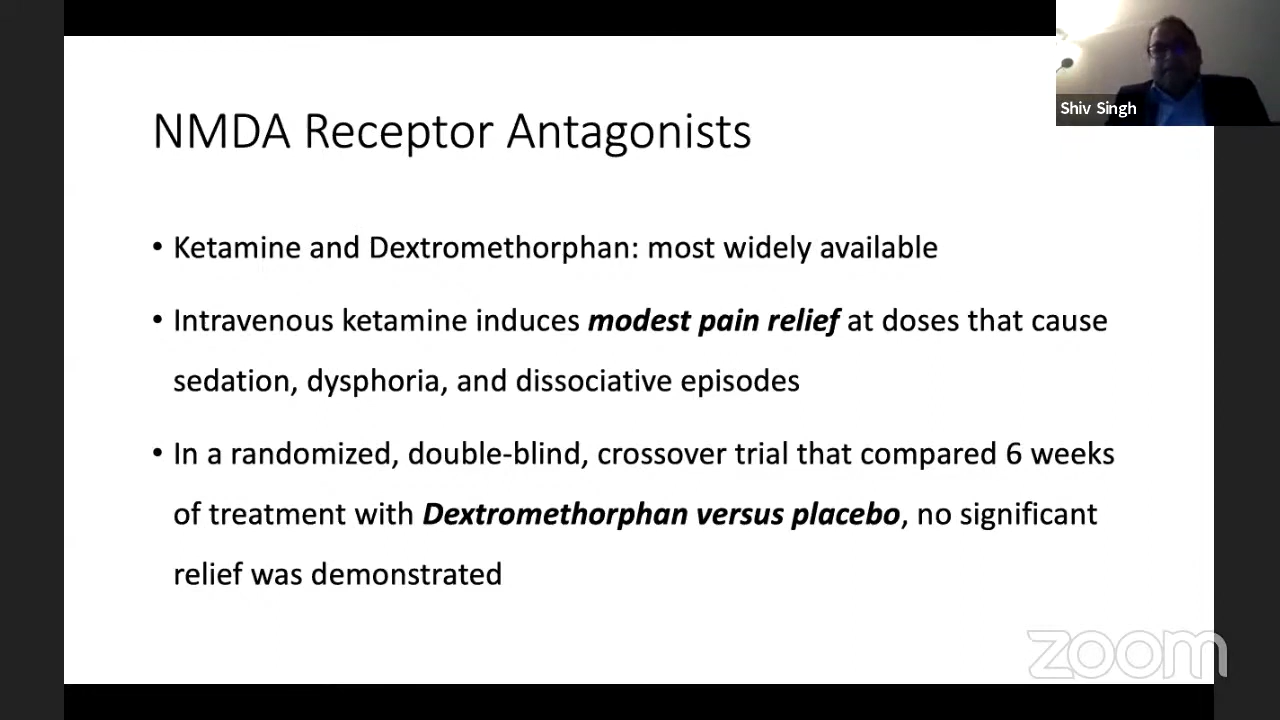 Shiv Singh
NMDA Receptor Antagonists
• Ketamine and Dextromethorphan: most widely available
• Intravenous ketamine induces modest pain relief at doses that cause
sedation, dysphoria, and dissociative episodes
• In a randomized, double-blind, crossover trial that compared 6 weeks
of treatment with Dextromethorphan versus placebo, no significant
relief was demonstrated
zoom